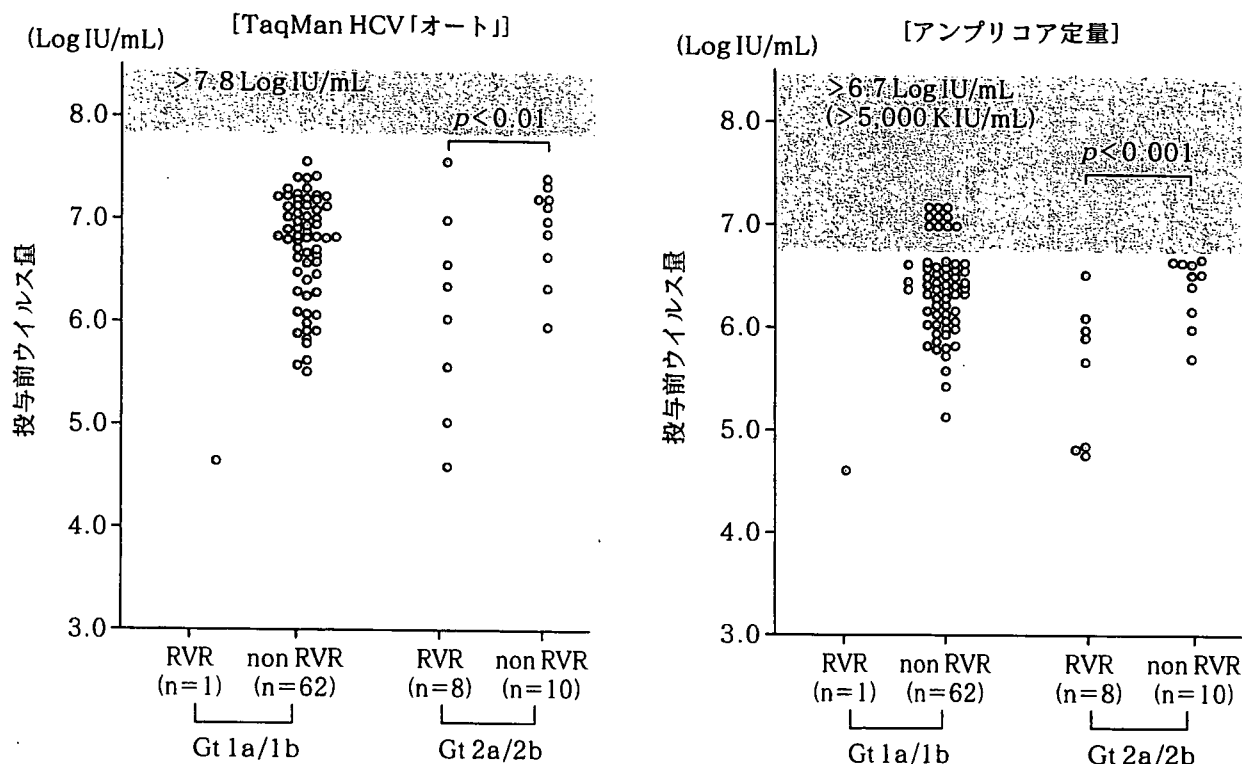 [TaqMan HCV「オート」]
(Log IU/mL)
>7.8 Log IU/mL
p<0.01
8.0
7.0
6.0
5.0
4.0
3.0
投与前ウイルス量
RVR non RVR RVR non RVR
(n=1) (n=62) (n=8) (n=10)
Gt 1a/1b Gt 2a/2b
[アンプリコア定量]
(Log IU/mL)
>6.7 Log IU/mL
(>5,000 KIU/mL)
p<0.001
8.0
7.0
6.0
5.0
4.0
3.0
投与前ウイルス量
RVR non RVR RVR non RVR
(n=1) (n=62) (n=8) (n=10)
Gt 1a/1b Gt 2a/2b